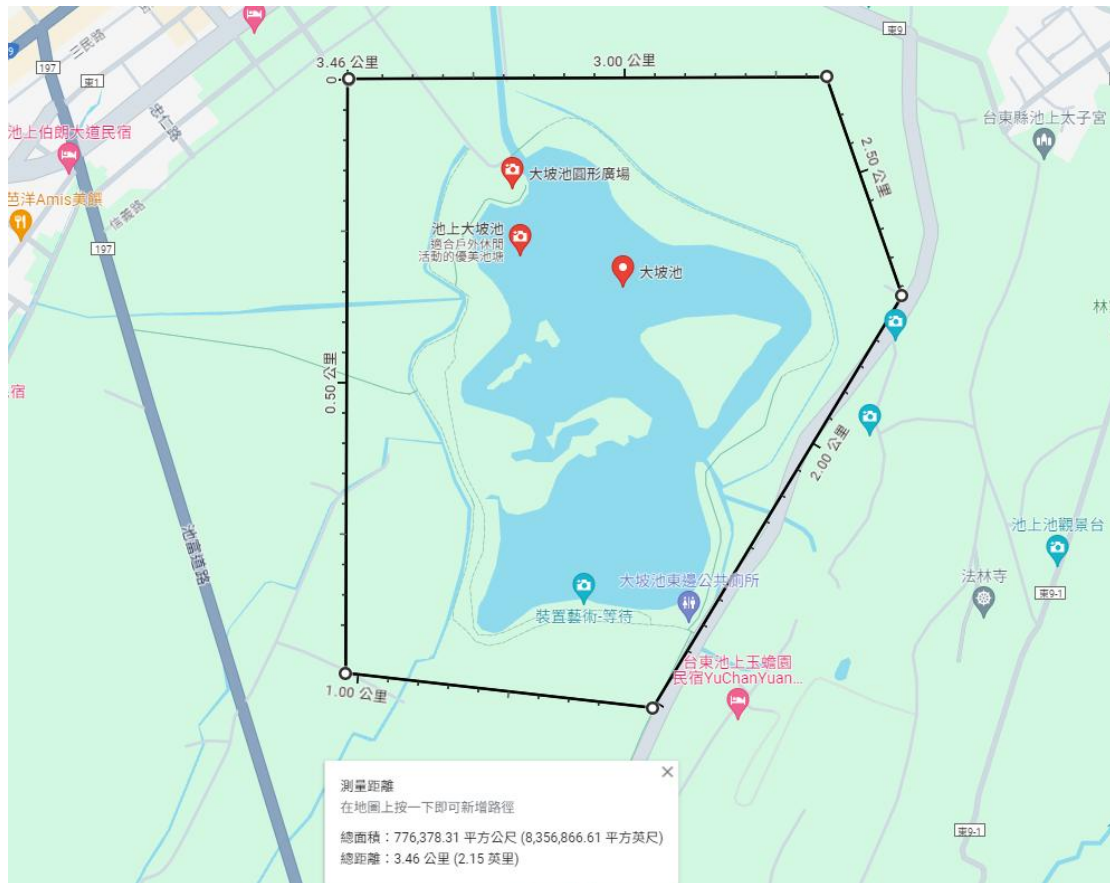 9
三民路
197
東1
忠仁路
池上伯朗大道民宿
芭洋Amis美饌
信義路
197
宿
0.50 公里
池富道路
3.46 公里
0
3.00 公里
東9
2.50 公里
台東縣池上太子宮
大坡池圓形廣場
池上大坡池
適合戶外休閒
活動的優美池塘
大坡池
林
2.00 公里
池上池觀景台
法林寺
東9-1
大坡池東邊公共廁所
裝置藝術-等待
台東池上玉蟾園
民宿YuChanYuan...
1.00 公里
東9-1
測量距離
在地圖上按一下即可新增路徑
總面積：776,378.31 平方公尺 (8,356,866.61 平方英尺)
總距離：3.46 公里 (2.15 英里)